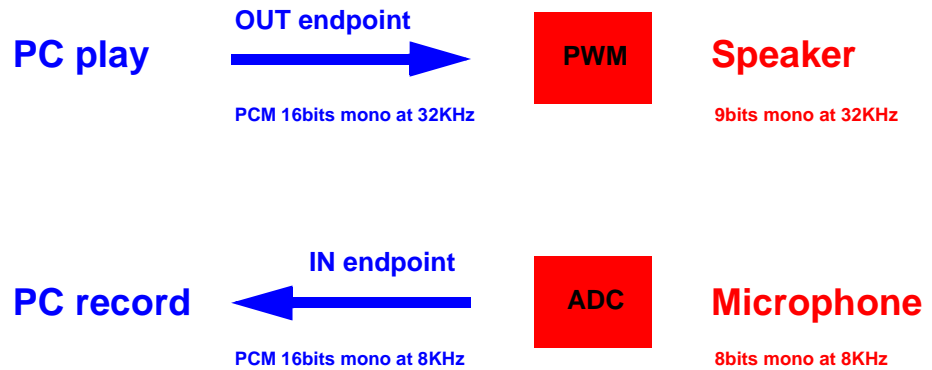 OUT endpoint
PC play
PWM
Speaker
PCM 16bits mono at 32KHz
9bits mono at 32KHz
IN endpoint
PC record
ADC
Microphone
PCM 16bits mono at 8KHz
8bits mono at 8KHz